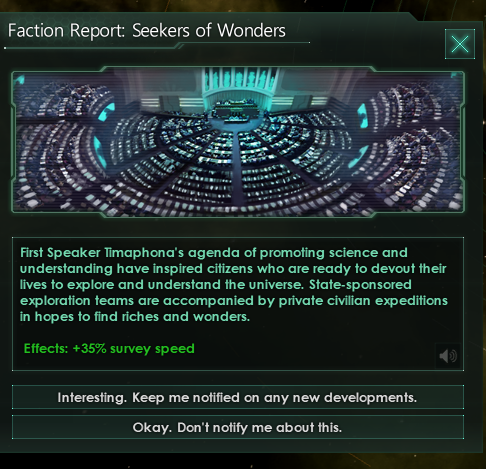 Faction Report: Seekers of Wonders
First Speaker Timaphona's agenda of promoting science and
understanding have inspired citizens who are ready to devout their
lives to explore and understand the universe. State-sponsored
exploration teams are accompanied by private civilian expeditions
in hopes to find riches and wonders.
Effects: +35% survey speed
Interesting. Keep me notified on any new developments.
Okay. Don't notify me about this.